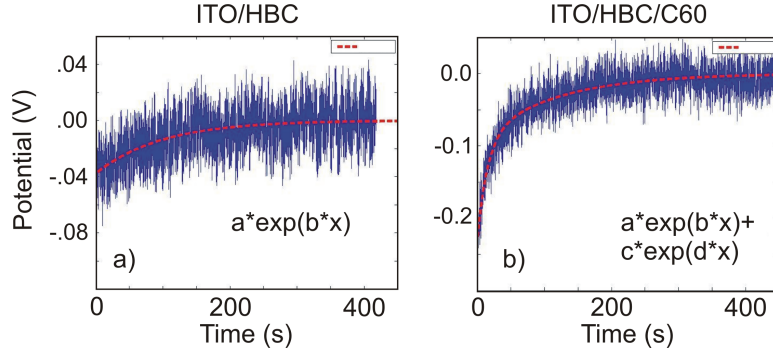 ITO/HBC
ITO/HBC/C60
Potential (V)
.04
.00
-.04
-.08
a*exp(b*x)
a)
0
200
400
Time (s)
0.0
-0.1
-0.2
a*exp(b*x)+
c*exp(d*x)
b)
0
200
400
Time (s)